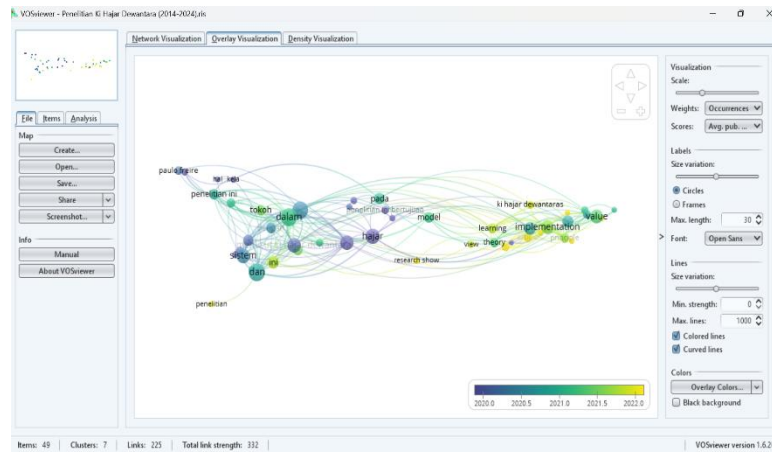 VOSviewer - Penelitian Ki Hajar Dewantara (2014-2024).ris
Network Visualization Overlay Visualization Density Visualization
File Items Analysis
Map
Create...
Open...
Save...
Share
Screenshot...
Info
Manual
About VOSviewer
paulo freire
penelitian ini
tokoh
dalam
sistem
ini
dan
penelitian
pada
hajar
model
research show
ki hajar dewantaras
learning
implementation
value
view
theory
2020.0 2020.5 2021.0 2021.5 2022.0
Visualization
Scale:
Weights: Occurrences
Scores: Avg. pub. ...
Labels
Size variation:
Circles
Frames
Max. length: 30
Font: Open Sans
Lines
Size variation:
Min. strength: 0
Max. lines: 1000
Colored lines
Curved lines
Colors
Overlay Colors...
Black background
Items: 49 Clusters: 7 Links: 225 Total link strength: 332
VOSviewer version 1.6.2